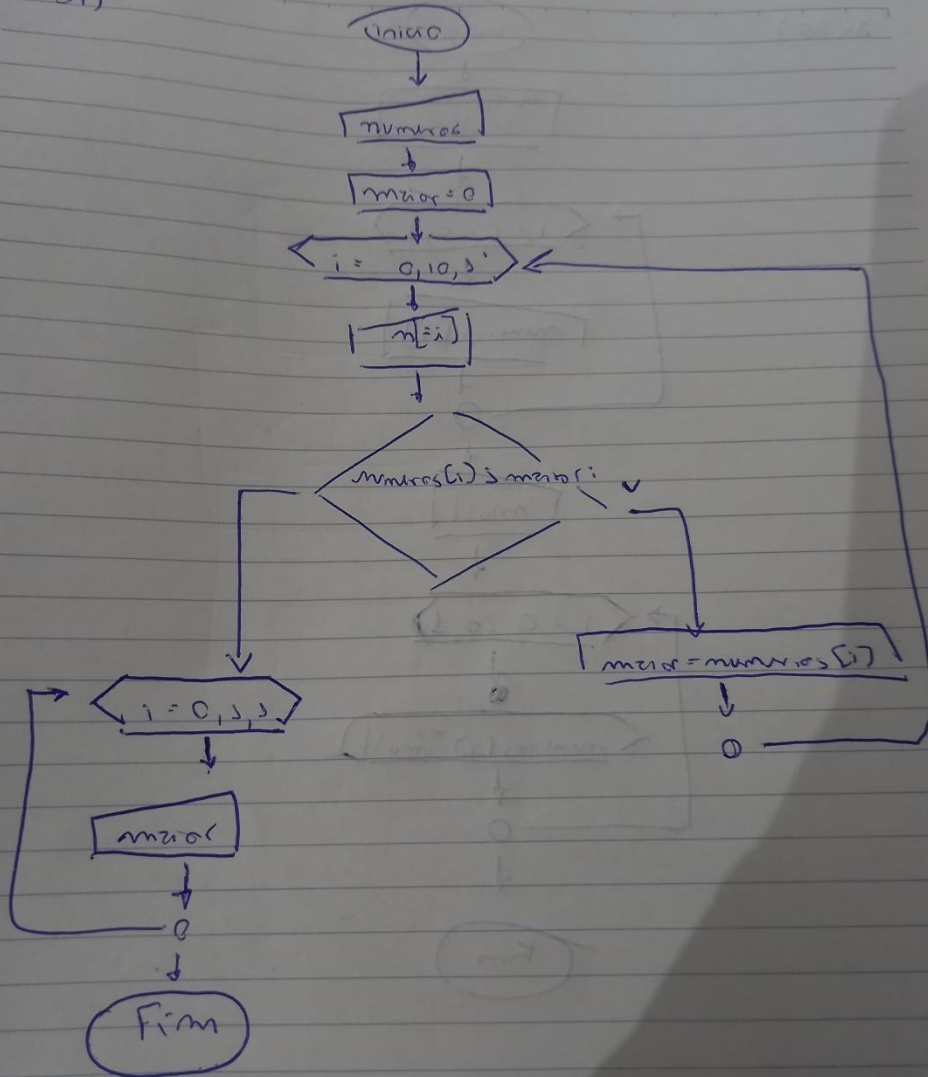 inicio
numeros
maior = 0
i = 0,10,1
n[=i]
numeros[i] > maior
v
maior = numeros[i]
i = 0,1,1
maior
Fim